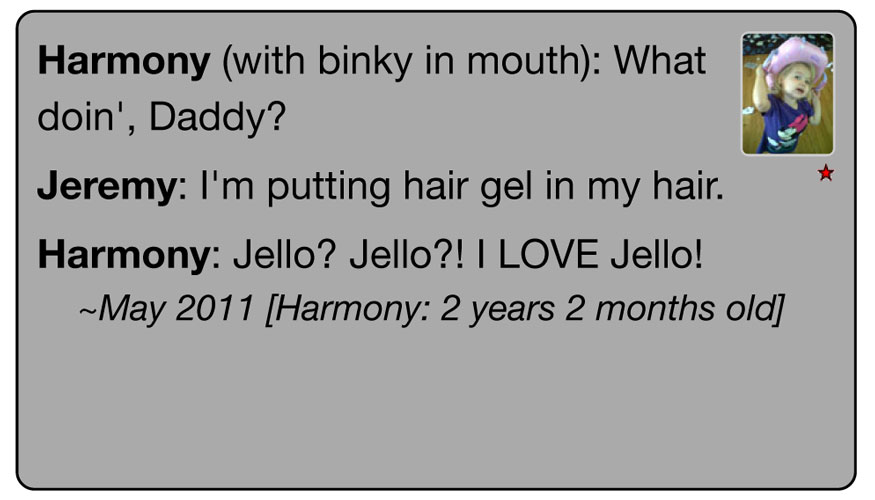 Harmony (with binky in mouth): What
doin', Daddy?
Jeremy: I'm putting hair gel in my hair.
Harmony: Jello? Jello?! I LOVE Jello!
~May 2011 [Harmony: 2 years 2 months old]